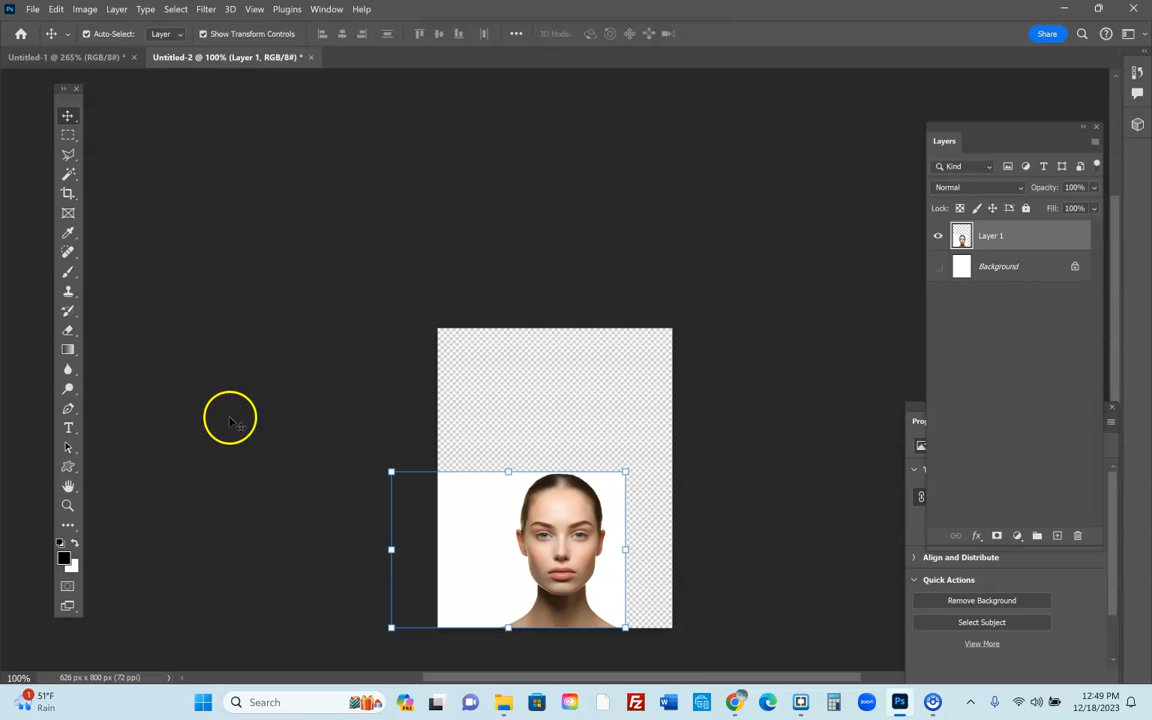 Ps File Edit Image Layer Type Select Filter 3D View Plugins Window Help
Auto-Select: Layer Show Transform Controls 3D Mode: Share
Untitled-1 @ 265% (RGB/8#) * × Untitled-2 @ 100% (Layer 1, RGB/8#) * ×
Layers
Kind
Normal Opacity: 100%
Lock: Fill: 100%
Layer 1
Background
Align and Distribute
Quick Actions
Remove Background
Select Subject
View More
100% 626 px x 800 px (72 ppi)
51°F
Rain
Search
12:49 PM
12/18/2023